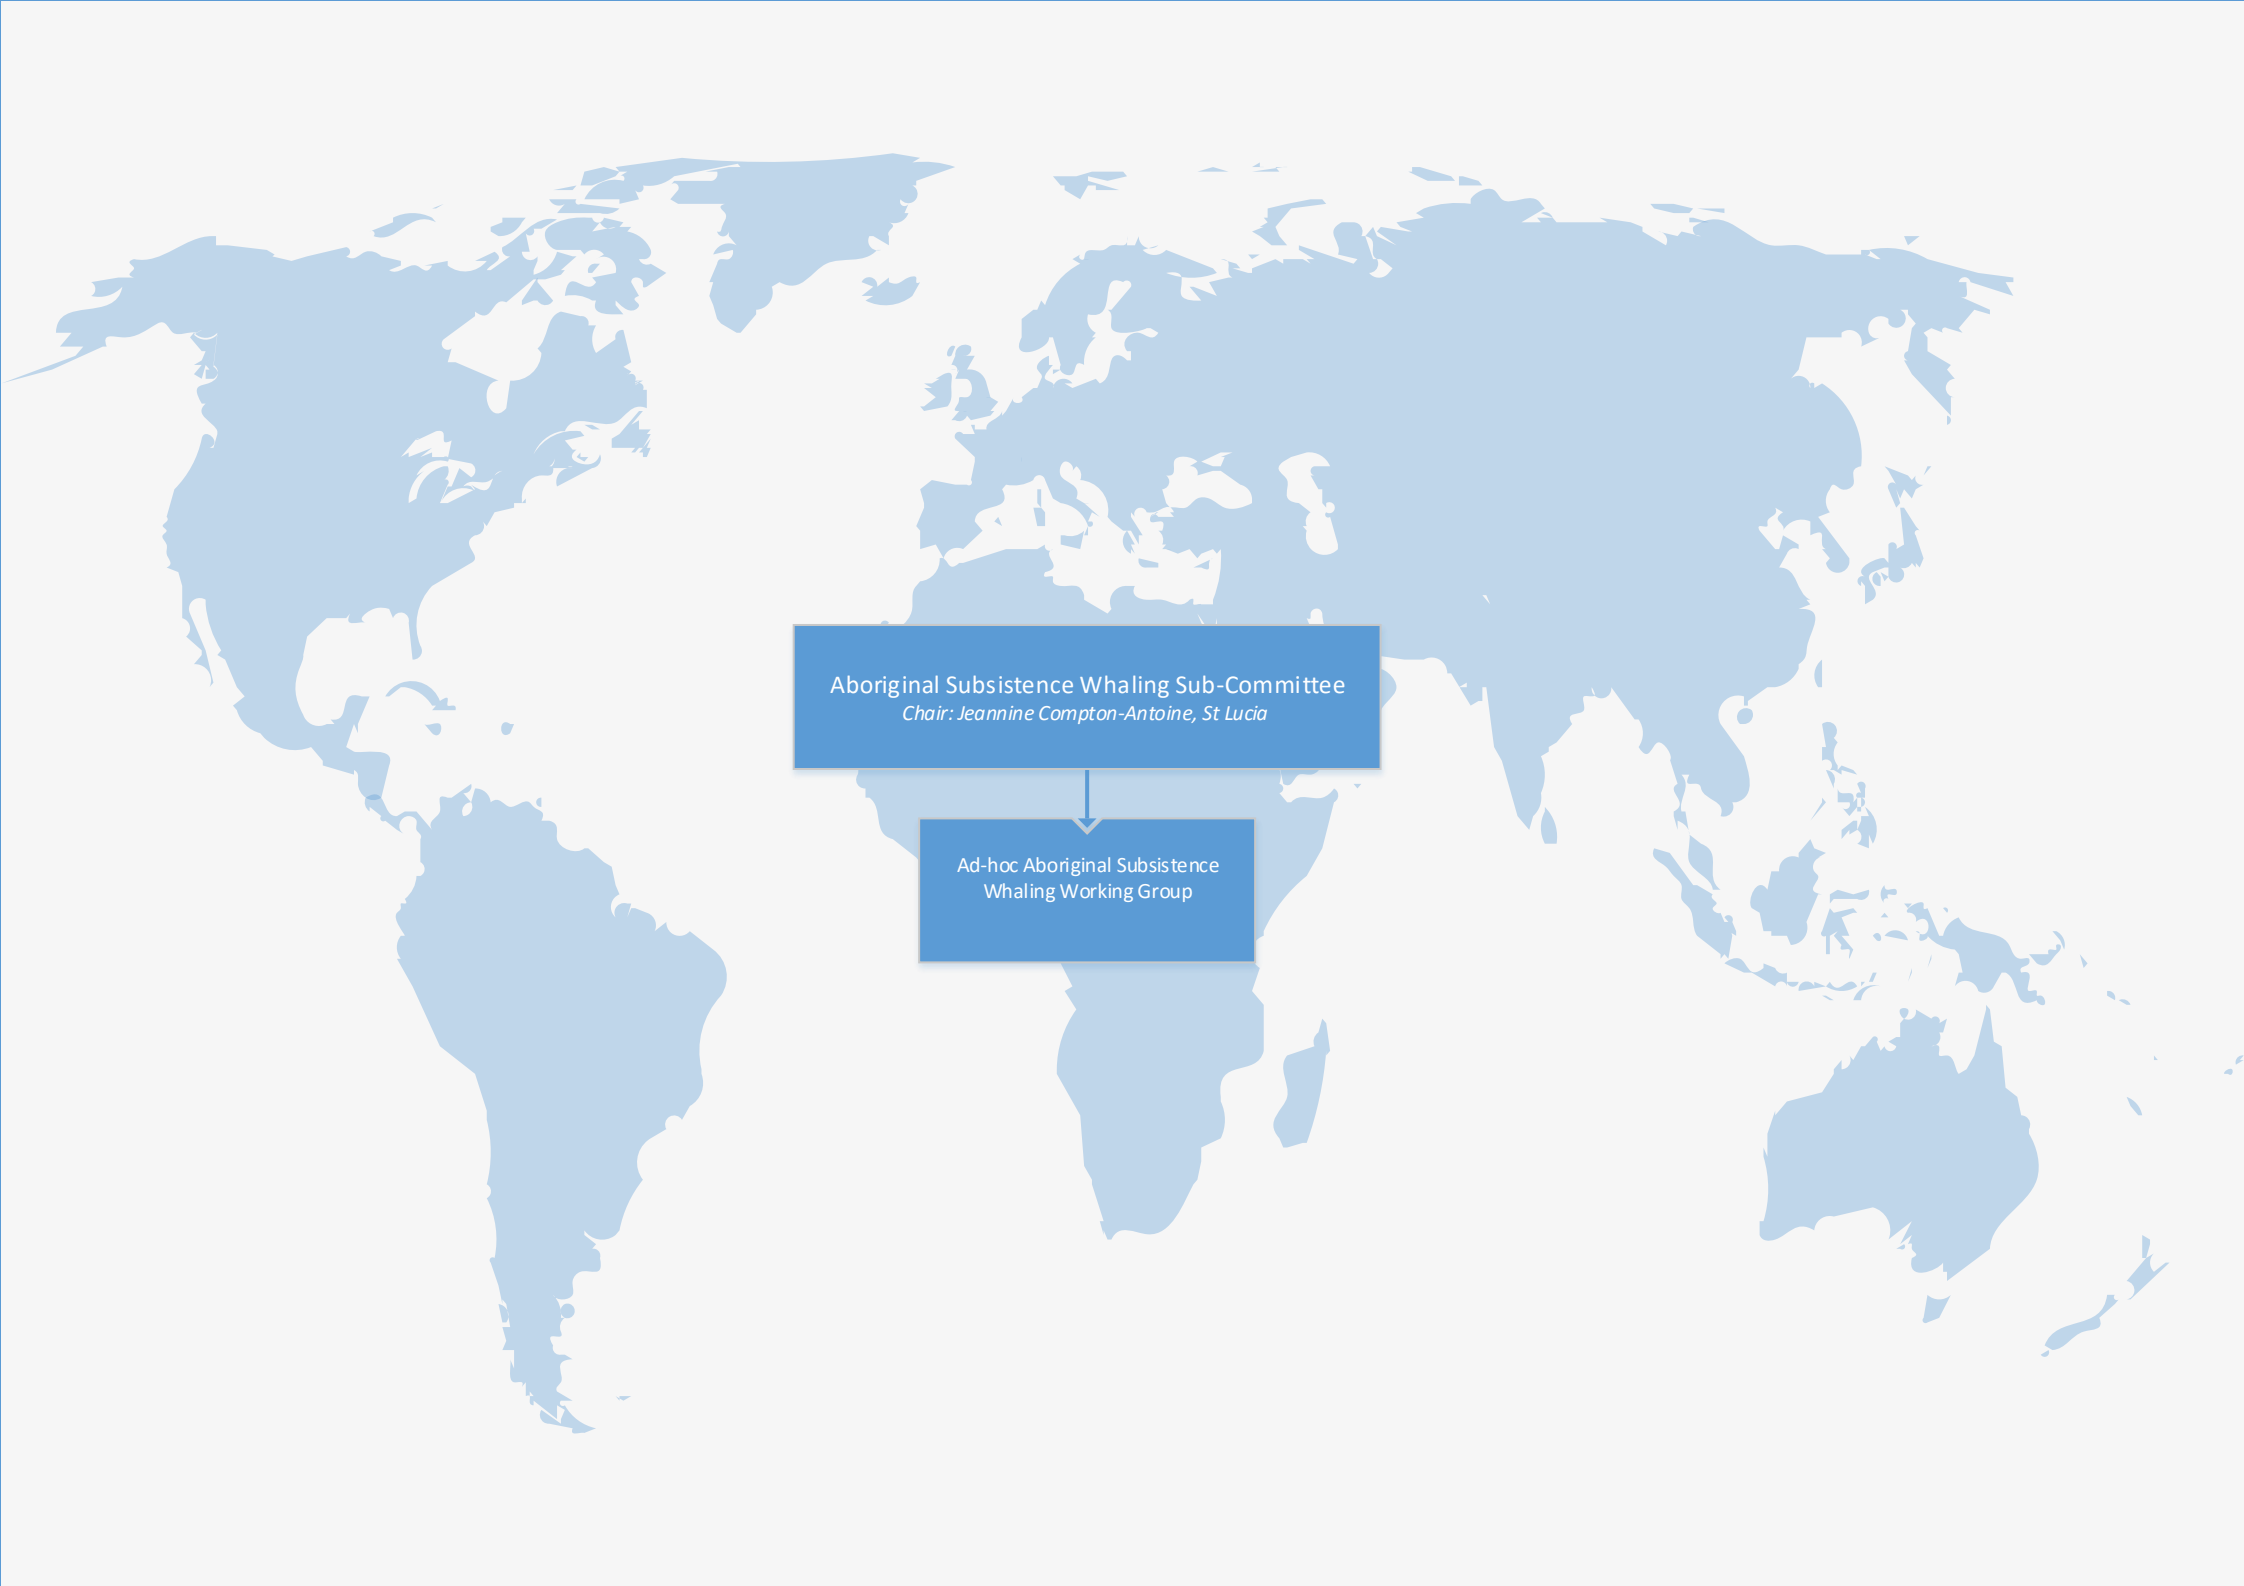 Aboriginal Subsistence Whaling Sub-Committee
Chair: Jeannine Compton-Antoine, St Lucia
Ad-hoc Aboriginal Subsistence
Whaling Working Group